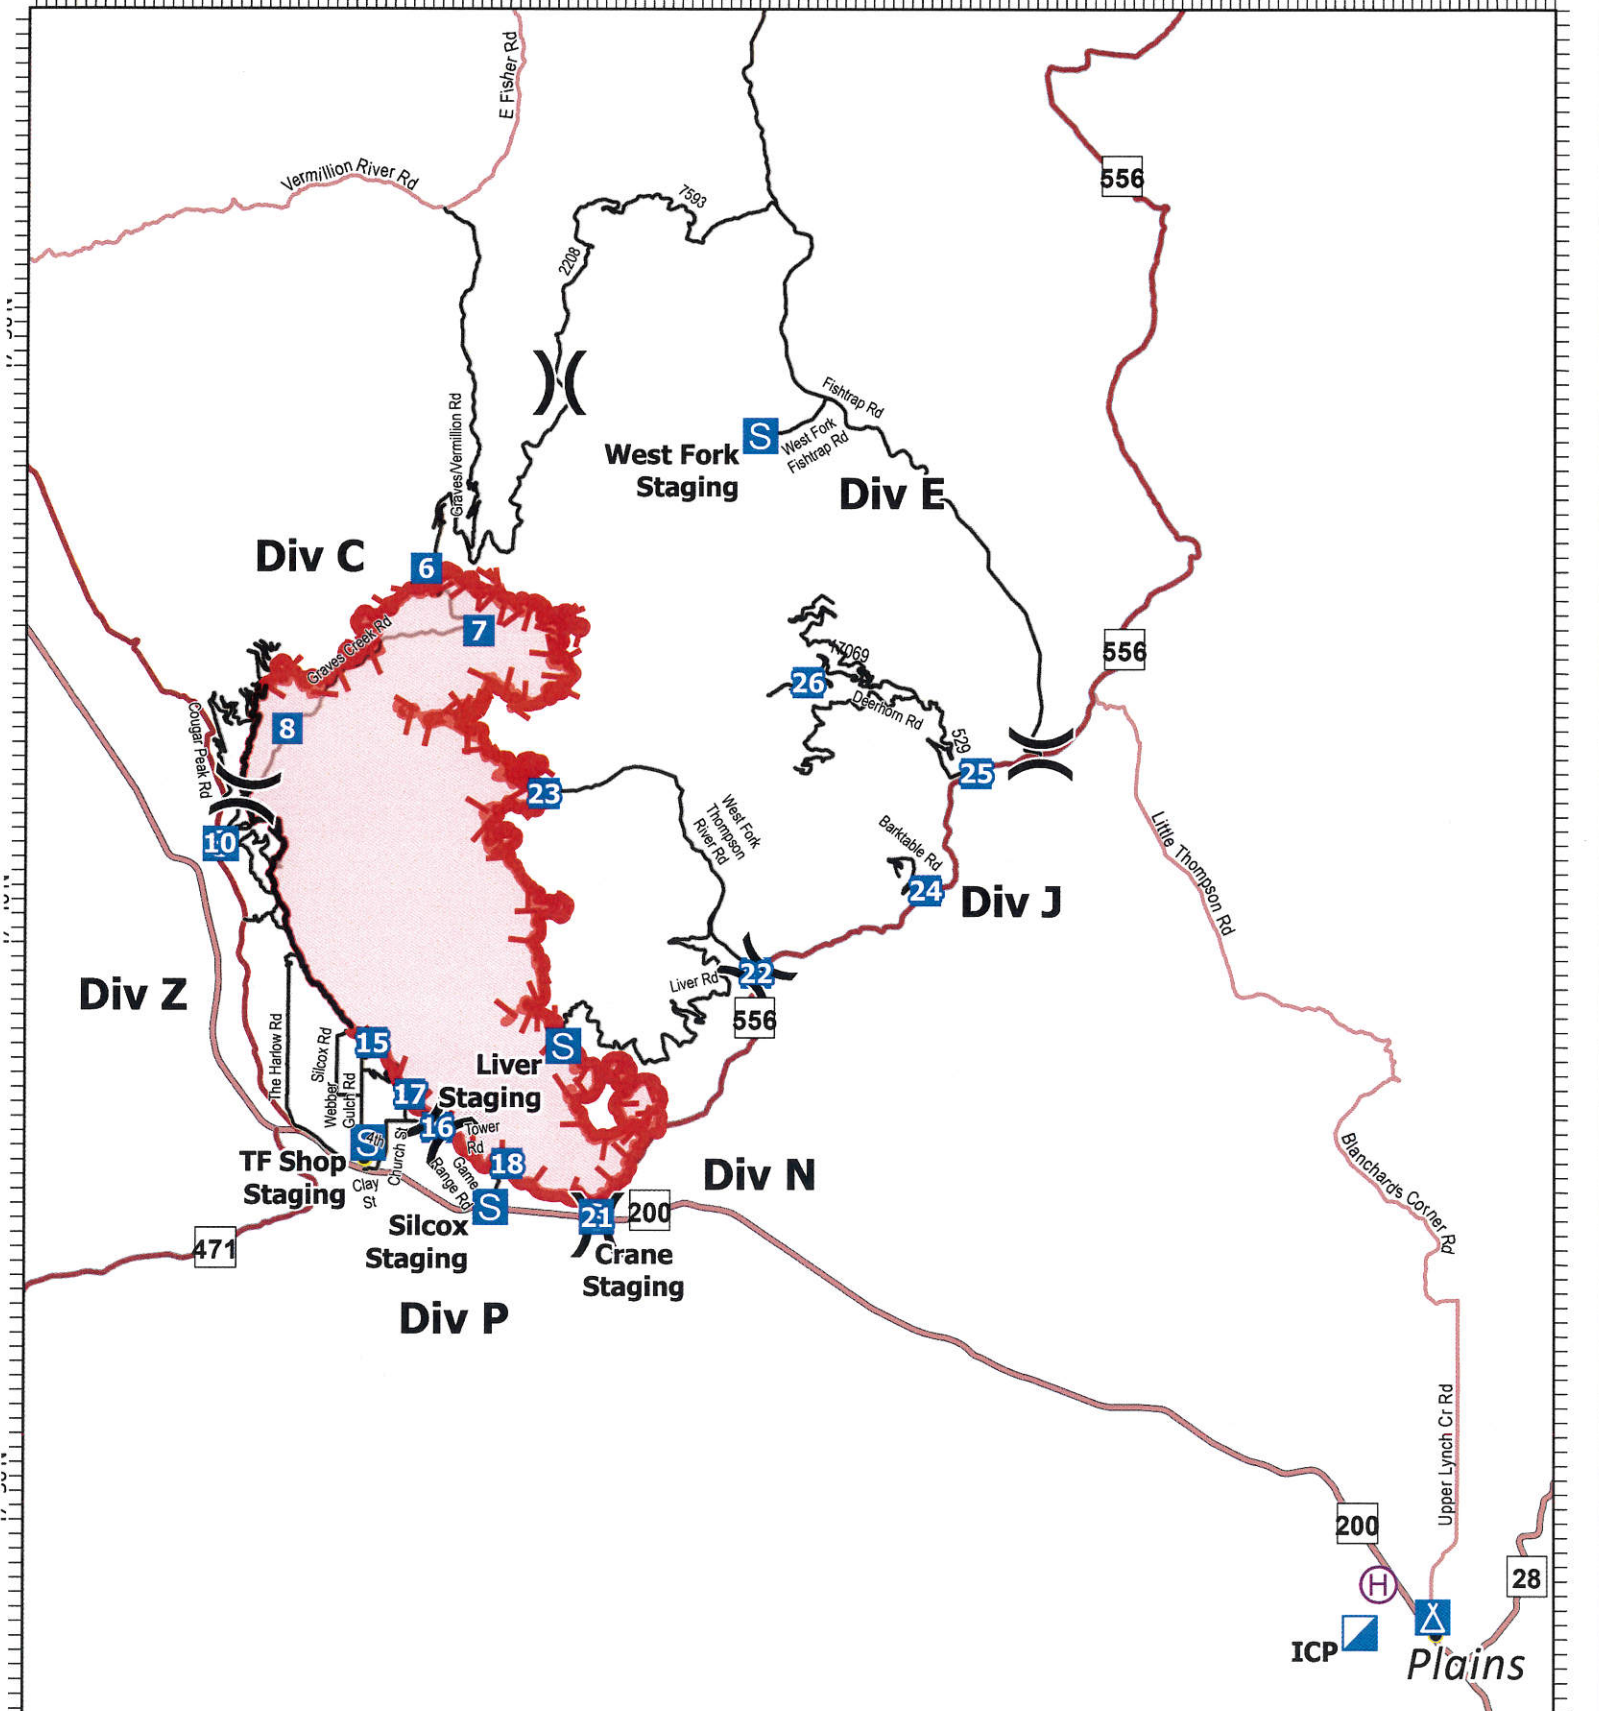 E Fisher Rd
Vermillion River Rd
556
7593
2208
Fishtrap Rd
Graves/Vermillion Rd
S
West Fork
Fishtrap Rd
West Fork
Staging
Div E
Div C
6
7
Graves Creek Rd
556
17069
26
Deerhorn Rd
529
8
Cougar Peak Rd
25
23
West Fork
Thompson
River Rd
Little Thompson Rd
10
Barktable Rd
24
Div J
22
Liver Rd
556
Div Z
The Harlow Rd
Silcox Rd
15
S
Liver
Staging
Webber
Gulch Rd
17
16
Tower
Rd
S
4th
Church St
TF Shop
Staging
Clay
St
Game
Range Rd
18
Div N
Blanchards Corner Rd
S
Silcox
Staging
21
200
Crane
Staging
471
Div P
Upper Lynch Cr Rd
200
28
H
ICP
Plains